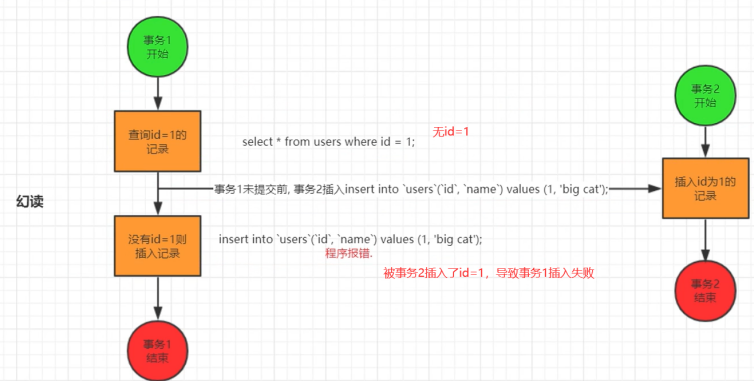 事务1
开始
事务2
开始
查询id=1的
记录
select * from users where id = 1;
无id=1
幻读
事务1未提交前, 事务2插入insert into `users`(`id`, `name`) values (1, 'big cat');
插入id为1的
记录
没有id=1则
插入记录
insert into `users`(`id`, `name`) values (1, 'big cat');
程序报错.
被事务2插入了id=1，导致事务1插入失败
事务2
结束
事务1
结束